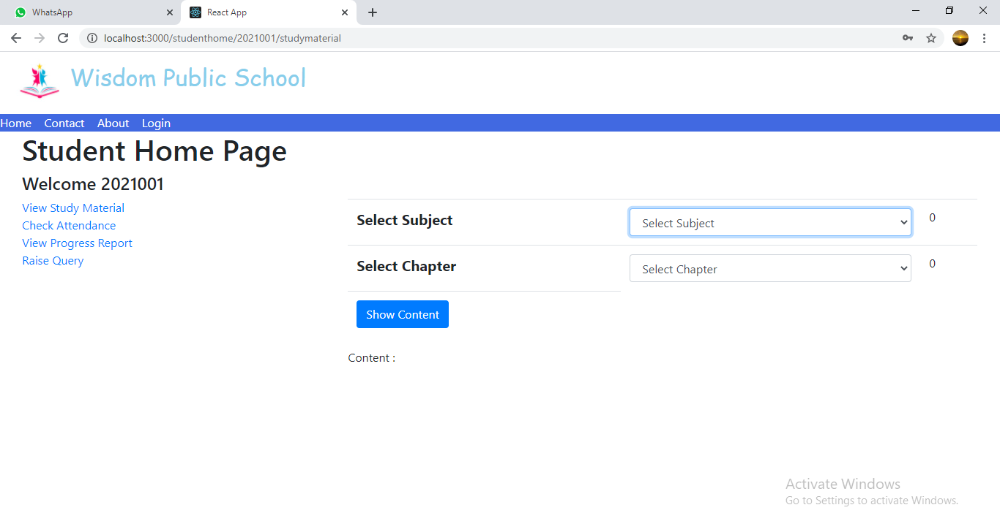 WhatsApp
React App
localhost:3000/studenthome/2021001/studymaterial
Wisdom Public School
Home Contact About Login
Student Home Page
Welcome 2021001
View Study Material
Check Attendance
View Progress Report
Raise Query
Select Subject Select Subject 0
Select Chapter Select Chapter 0
Show Content
Content :
Activate Windows
Go to Settings to activate Windows.